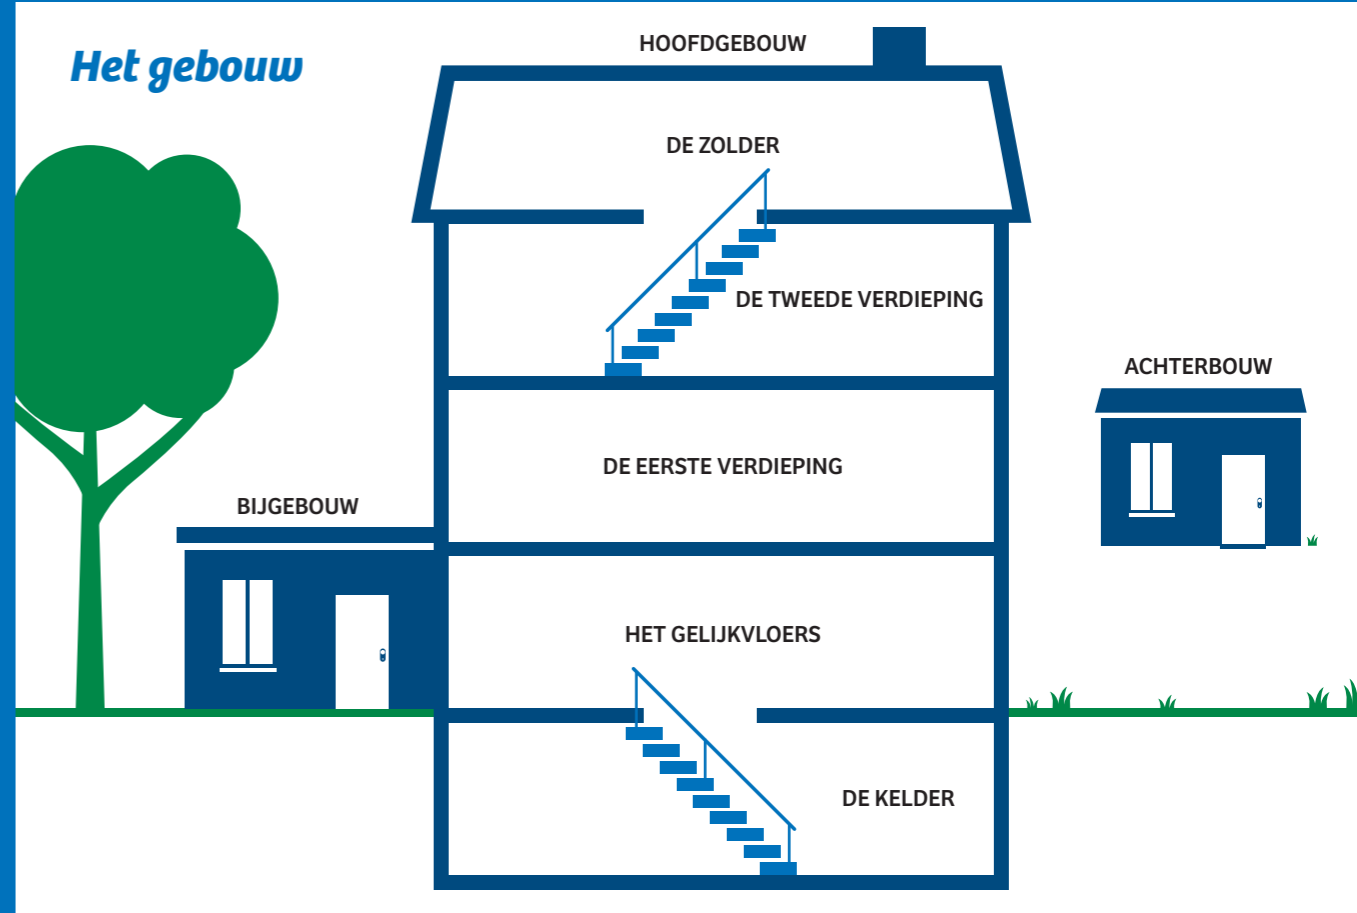 Het gebouw
HOOFDGEBOUW
DE ZOLDER
DE TWEEDE VERDIEPING
ACHTERBOUW
DE EERSTE VERDIEPING
BIJGEBOUW
HET GELIJKVLOERS
DE KELDER